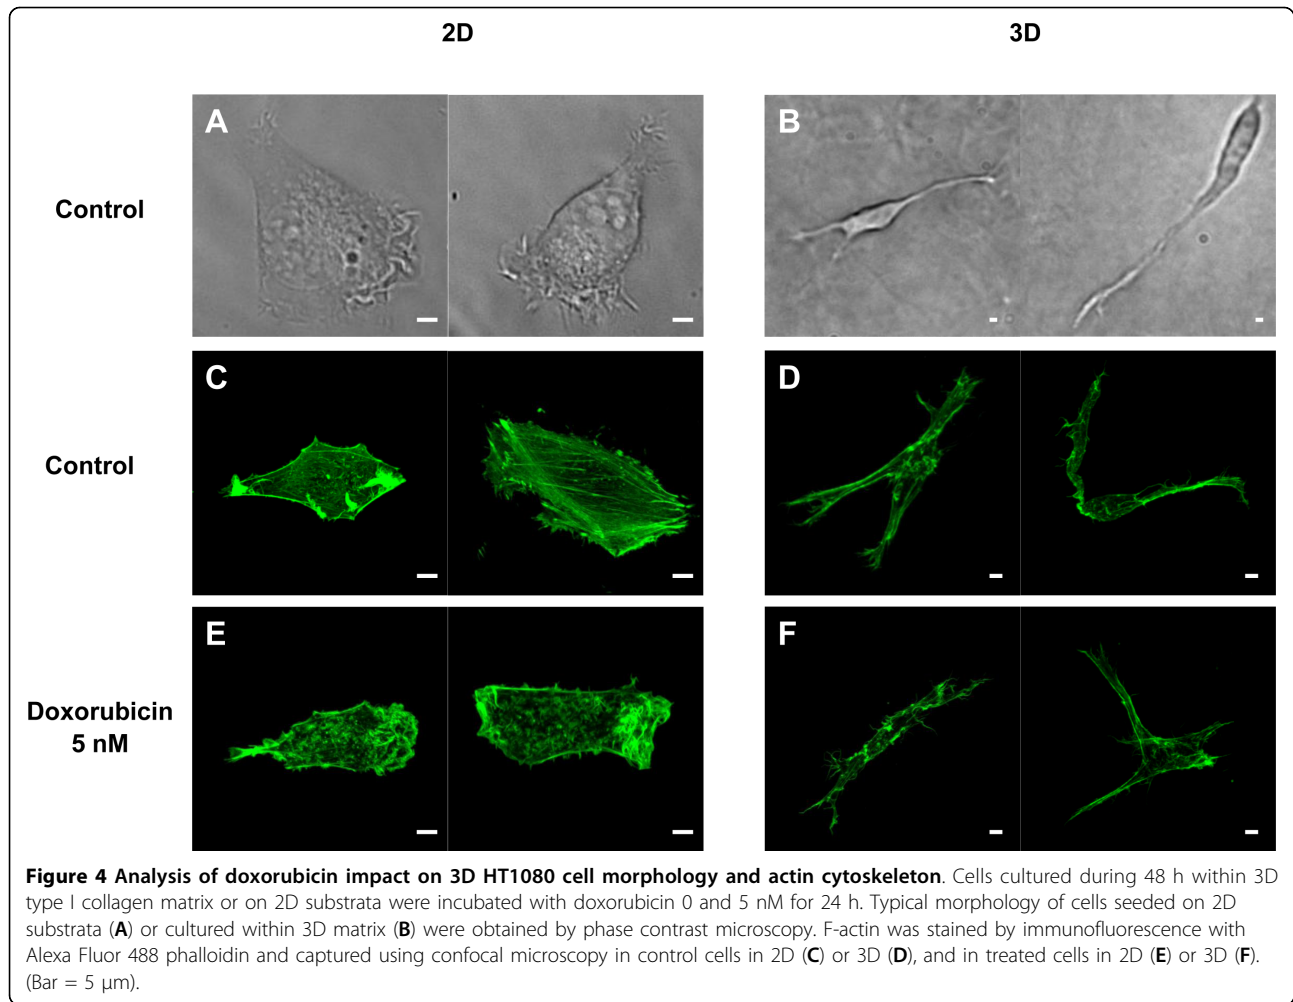 2D 3D
A B
Control
C D
Control
E F
Doxorubicin
5 nM
Figure 4 Analysis of doxorubicin impact on 3D HT1080 cell morphology and actin cytoskeleton. Cells cultured during 48 h within 3D
type I collagen matrix or on 2D substrata were incubated with doxorubicin 0 and 5 nM for 24 h. Typical morphology of cells seeded on 2D
substrata (A) or cultured within 3D matrix (B) were obtained by phase contrast microscopy. F-actin was stained by immunofluorescence with
Alexa Fluor 488 phalloidin and captured using confocal microscopy in control cells in 2D (C) or 3D (D), and in treated cells in 2D (E) or 3D (F).
(Bar = 5 μm).